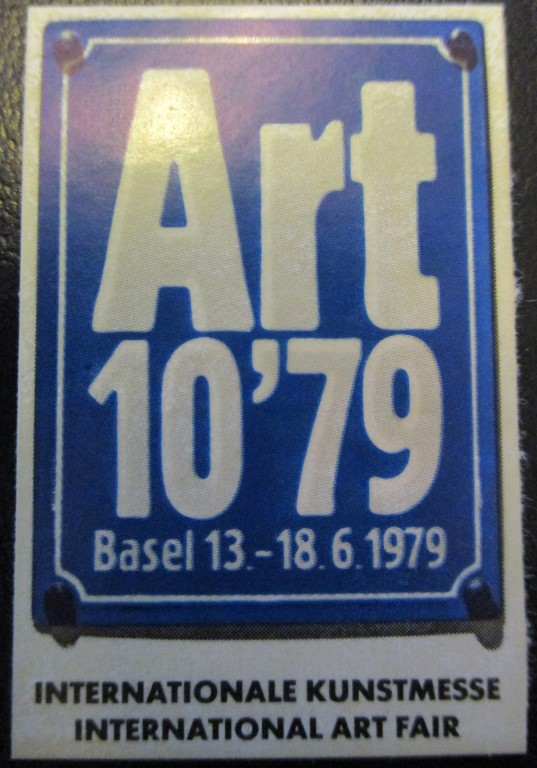 Art
10'79
Basel 13.-18.6.1979
INTERNATIONALE KUNSTMESSE
INTERNATIONAL ART FAIR